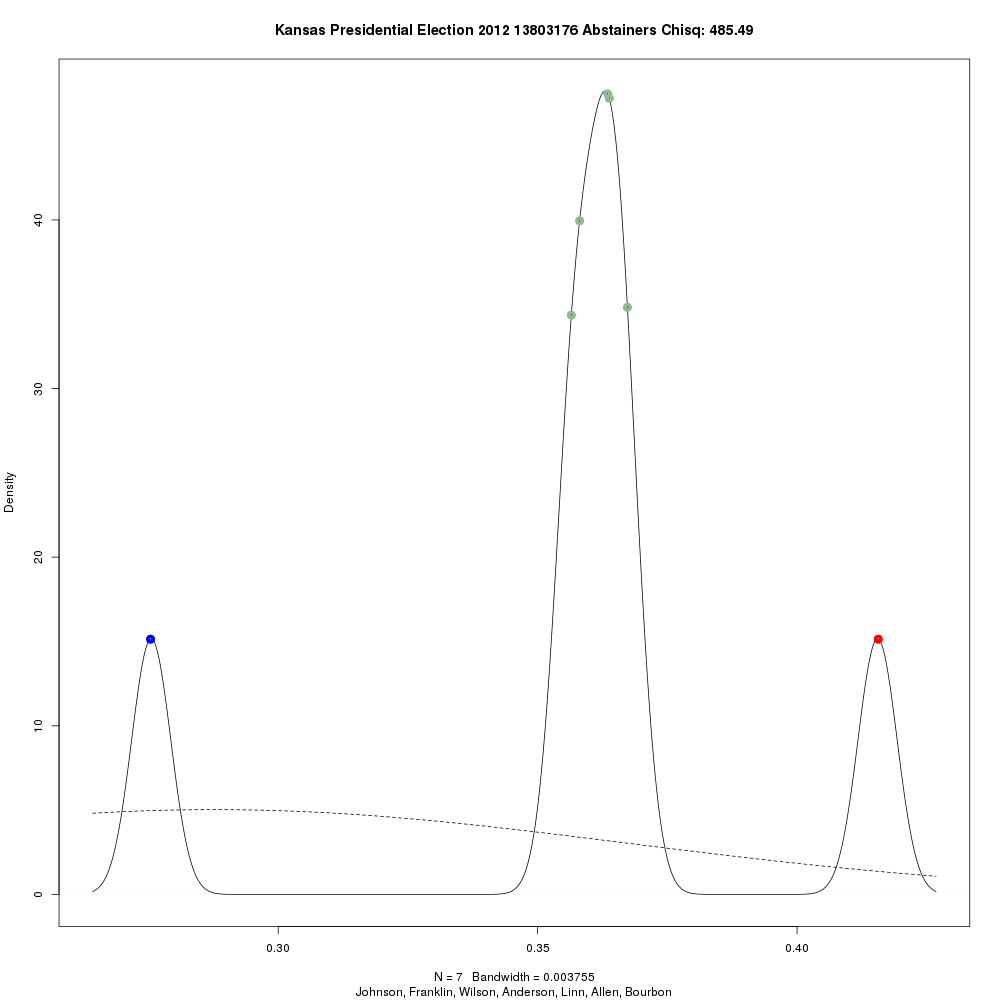 Kansas Presidential Election 2012 13803176 Abstainers Chisq: 485.49
Density
40
30
20
10
0
0.30 0.35 0.40
N = 7 Bandwidth = 0.003755
Johnson, Franklin, Wilson, Anderson, Linn, Allen, Bourbon